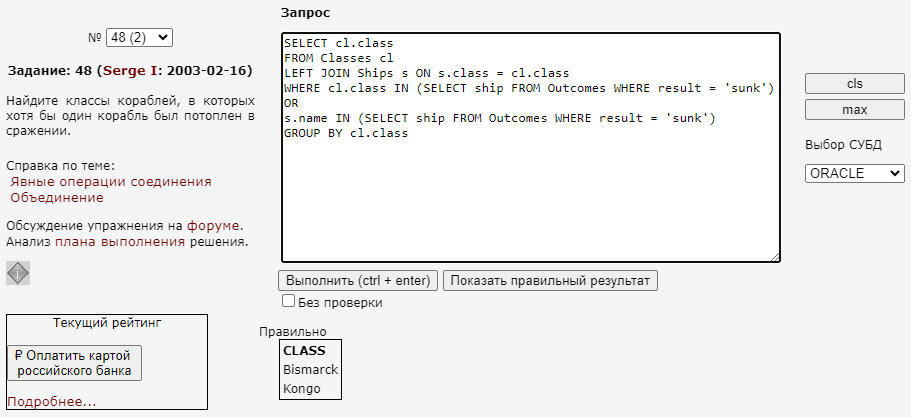 № 48 (2)
Задание: 48 (Serge I: 2003-02-16)
Найдите классы кораблей, в которых
хотя бы один корабль был потоплен в
сражении.
Справка по теме:
Явные операции соединения
Объединение
Обсуждение упражнения на форуме.
Анализ плана выполнения решения.
i
Текущий рейтинг
₽ Оплатить картой
российского банка
Подробнее...
Запрос
SELECT cl.class
FROM Classes cl
LEFT JOIN Ships s ON s.class = cl.class
WHERE cl.class IN (SELECT ship FROM Outcomes WHERE result = 'sunk')
OR
s.name IN (SELECT ship FROM Outcomes WHERE result = 'sunk')
GROUP BY cl.class
Выполнить (ctrl + enter) Показать правильный результат
Без проверки
Правильно
CLASS
Bismarck
Kongo
cls
max
Выбор СУБД
ORACLE